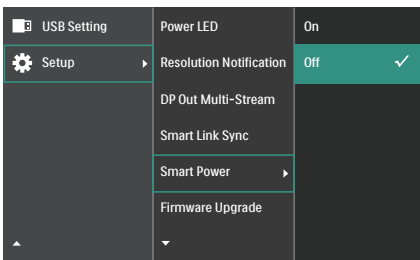 USB Setting
Setup
Power LED
Resolution Notification
DP Out Multi-Stream
Smart Link Sync
Smart Power
Firmware Upgrade
On
Off